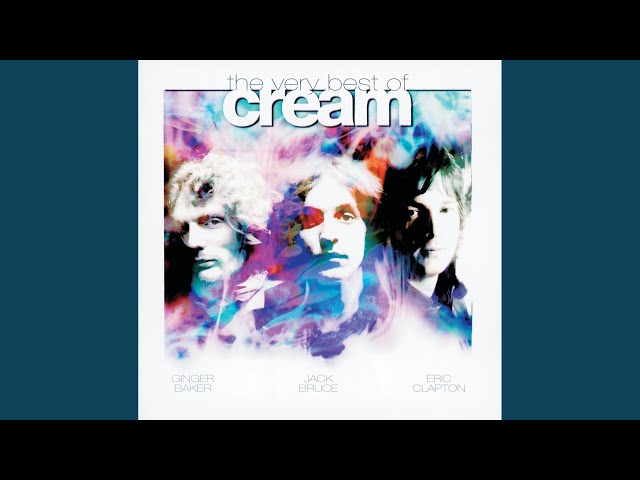 the very best of
cream
GINGER
BAKER
JACK
BRUCE
ERIC
CLAPTON